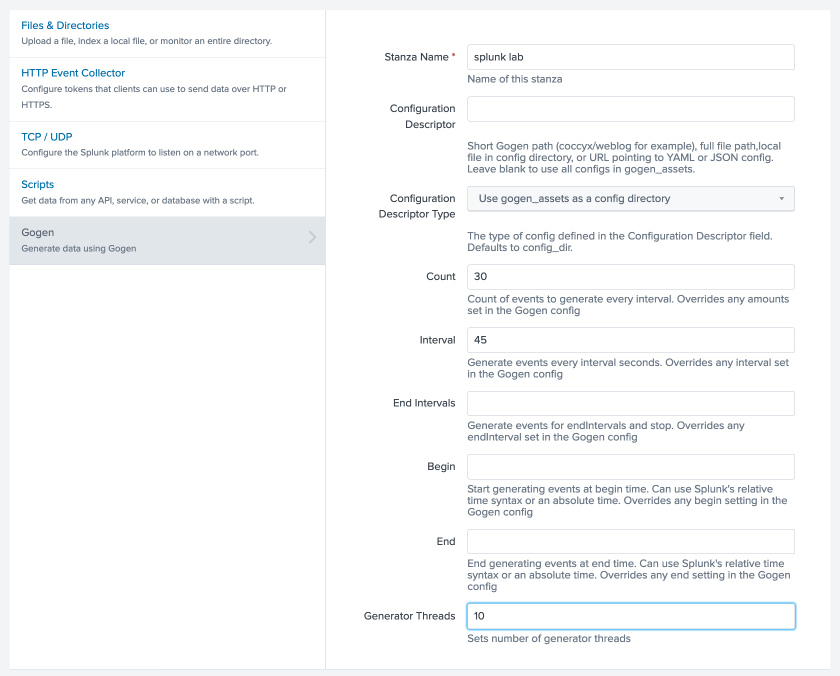 Files & Directories
Upload a file, index a local file, or monitor an entire directory.
HTTP Event Collector
Configure tokens that clients can use to send data over HTTP or
HTTPS.
TCP / UDP
Configure the Splunk platform to listen on a network port.
Scripts
Get data from any API, service, or database with a script.
Gogen
Generate data using Gogen
Stanza Name *
splunk lab
Name of this stanza
Configuration
Descriptor
Short Gogen path (coccyx/weblog for example), full file path,local
file in config directory, or URL pointing to YAML or JSON config.
Leave blank to use all configs in gogen_assets.
Configuration
Descriptor Type
Use gogen_assets as a config directory
The type of config defined in the Configuration Descriptor field.
Defaults to config_dir.
Count
30
Count of events to generate every interval. Overrides any amounts
set in the Gogen config
Interval
45
Generate events every interval seconds. Overrides any interval set
in the Gogen config
End Intervals
Generate events for endIntervals and stop. Overrides any
endInterval set in the Gogen config
Begin
Start generating events at begin time. Can use Splunk's relative
time syntax or an absolute time. Overrides any begin setting in the
Gogen config
End
End generating events at end time. Can use Splunk's relative time
syntax or an absolute time. Overrides any end setting in the Gogen
config
Generator Threads
10
Sets number of generator threads